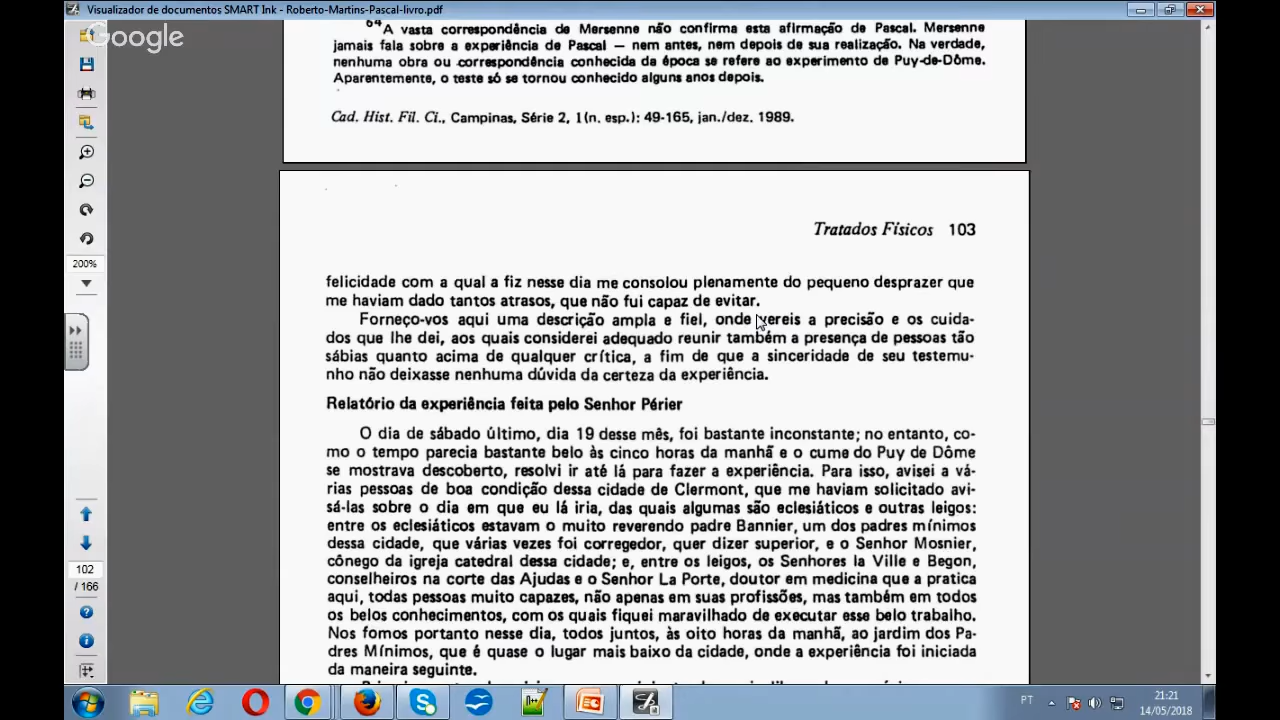 Visualizador de documentos SMART Ink - Roberto-Martins-Pascal-livro.pdf
Google
64 A vasta correspondência de Mersenne não confirma esta afirmação de Pascal. Mersenne
jamais fala sobre a experiência de Pascal — nem antes, nem depois de sua realização. Na verdade,
nenhuma obra ou correspondência conhecida da época se refere ao experimento de Puy-de-Dôme.
Aparentemente, o teste só se tornou conhecido alguns anos depois.
Cad. Hist. Fil. Ci., Campinas, Série 2, 1(n. esp.): 49-165, jan./dez. 1989.
Tratados Físicos 103
felicidade com a qual a fiz nesse dia me consolou plenamente do pequeno desprazer que
me haviam dado tantos atrasos, que não fui capaz de evitar.
Forneço-vos aqui uma descrição ampla e fiel, onde vereis a precisão e os cuida-
dos que lhe dei, aos quais considerei adequado reunir também a presença de pessoas tão
sábias quanto acima de qualquer crítica, a fim de que a sinceridade de seu testemu-
nho não deixasse nenhuma dúvida da certeza da experiência.
Relatório da experiência feita pelo Senhor Périer
O dia de sábado último, dia 19 desse mês, foi bastante inconstante; no entanto, co-
mo o tempo parecia bastante belo às cinco horas da manhã e o cume do Puy de Dôme
se mostrava descoberto, resolvi ir até lá para fazer a experiência. Para isso, avisei a vá-
rias pessoas de boa condição dessa cidade de Clermont, que me haviam solicitado avi-
sá-las sobre o dia em que eu lá iria, das quais algumas são eclesiáticos e outras leigos:
entre os eclesiáticos estavam o muito reverendo padre Bannier, um dos padres mínimos
dessa cidade, que várias vezes foi corregedor, quer dizer superior, e o Senhor Mosnier,
cônego da igreja catedral dessa cidade; e, entre os leigos, os Senhores la Ville e Begon,
conselheiros na corte das Ajudas e o Senhor La Porte, doutor em medicina que a pratica
aqui, todas pessoas muito capazes, não apenas em suas profissões, mas também em todos
os belos conhecimentos, com os quais fiquei maravilhado de executar esse belo trabalho.
Nos fomos portanto nesse dia, todos juntos, às oito horas da manhã, ao jardim dos Pa-
dres Mínimos, que é quase o lugar mais baixo da cidade, onde a experiência foi iniciada
da maneira seguinte.
200%
102
/ 166
PT
21:21
14/05/2018